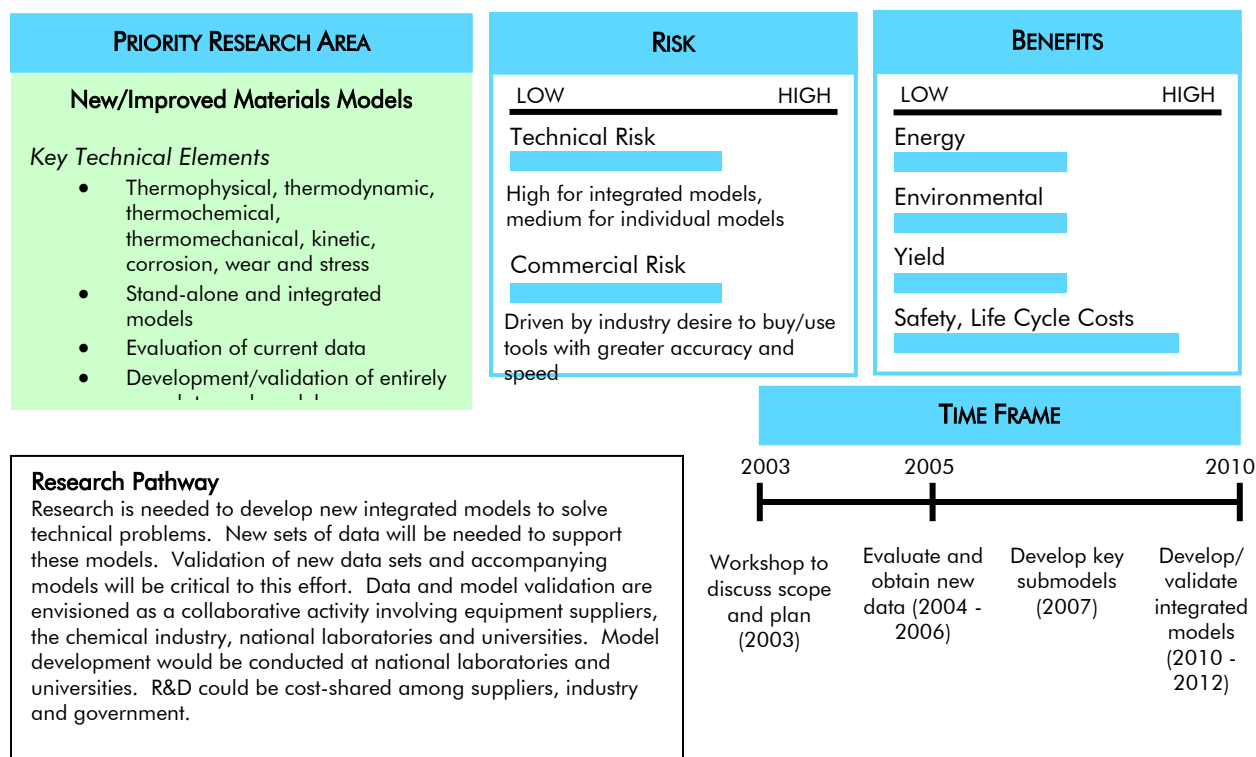 PRIORITY RESEARCH AREA
New/Improved Materials Models
Key Technical Elements
• Thermophysical, thermodynamic,
thermochemical,
thermomechanical, kinetic,
corrosion, wear and stress
• Stand-alone and integrated
models
• Evaluation of current data
• Development/validation of entirely
RISK
LOW HIGH
Technical Risk
High for integrated models,
medium for individual models
Commercial Risk
Driven by industry desire to buy/use
tools with greater accuracy and
speed
BENEFITS
LOW HIGH
Energy
Environmental
Yield
Safety, Life Cycle Costs
Research Pathway
Research is needed to develop new integrated models to solve
technical problems.  New sets of data will be needed to support
these models.  Validation of new data sets and accompanying
models will be critical to this effort.  Data and model validation are
envisioned as a collaborative activity involving equipment suppliers,
the chemical industry, national laboratories and universities.  Model
development would be conducted at national laboratories and
universities.  R&D could be cost-shared among suppliers, industry
and government.
TIME FRAME
2003 2005 2010
Workshop to
discuss scope
and plan
(2003)
Evaluate and
obtain new
data (2004 -
2006)
Develop key
submodels
(2007)
Develop/
validate
integrated
models
(2010 -
2012)